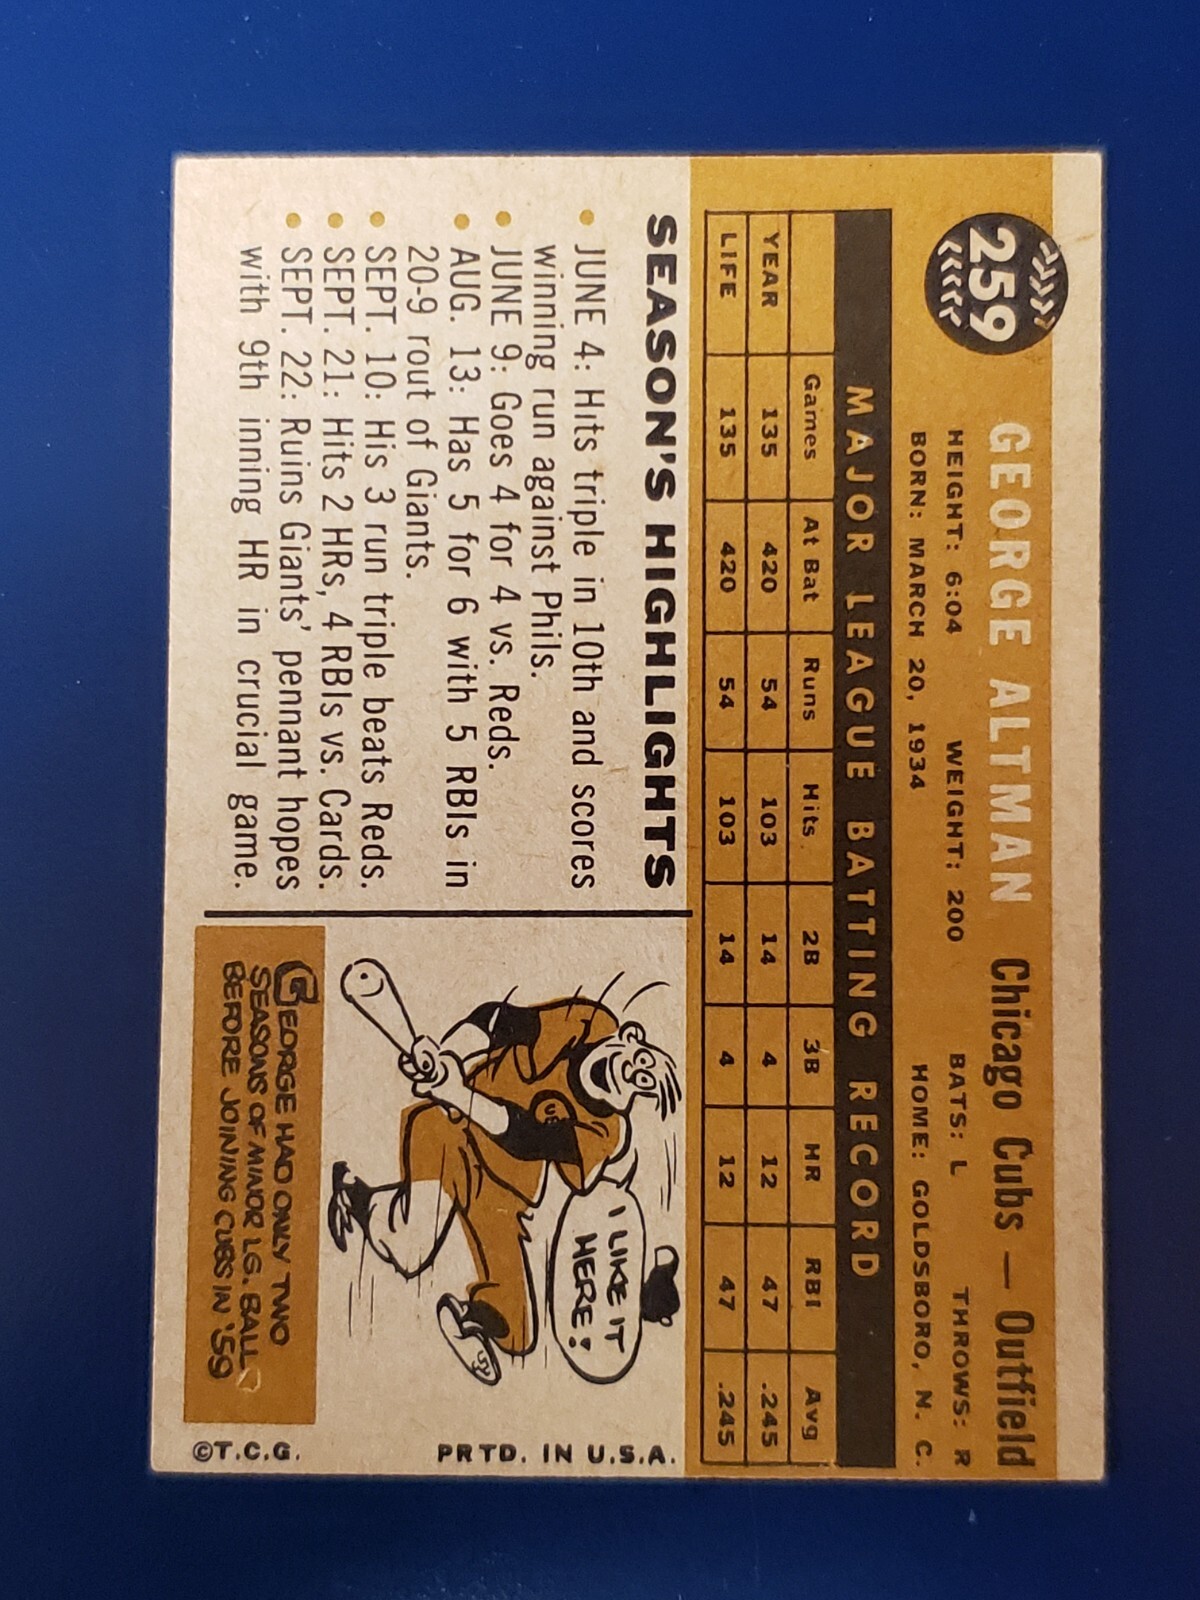 259
GEORGE ALTMAN Chicago Cubs — Outfield
HEIGHT: 6:04 WEIGHT: 200 BATS: L THROWS: R
BORN: MARCH 20, 1934 HOME: GOLDSBORO, N. C.
MAJOR LEAGUE BATTING RECORD
Games At Bat Runs Hits 2B 3B HR RBI Avg
YEAR 135 420 54 103 14 4 12 47 .245
LIFE 135 420 54 103 14 4 12 47 .245
SEASON'S HIGHLIGHTS
• JUNE 4: Hits triple in 10th and scores
winning run against Phils.
• JUNE 9: Goes 4 for 4 vs. Reds.
• AUG. 13: Has 5 for 6 with 5 RBIs in
20-9 rout of Giants.
• SEPT. 10: His 3 run triple beats Reds.
• SEPT. 21: Hits 2 HRs, 4 RBIs vs. Cards.
• SEPT. 22: Ruins Giants' pennant hopes
with 9th inning HR in crucial game.
I LIKE IT
HERE!
GEORGE HAD ONLY TWO
SEASONS OF MINOR LG. BALL
BEFORE JOINING CUBS IN '59
PRTD. IN U.S.A.
©T.C.G.